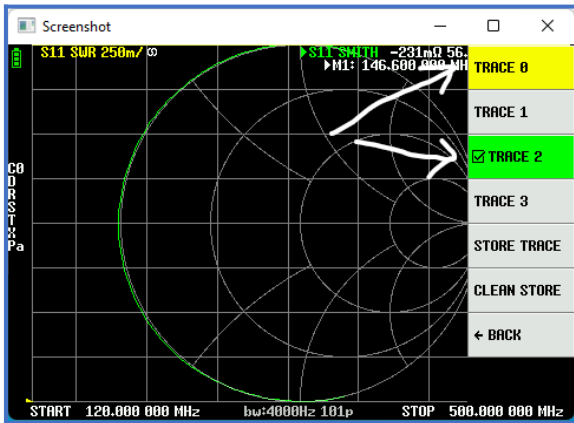 Screenshot
S11 SWR 250m/ ∞
▶S11 SMITH -231mΩ 56.
▶M1: 146.600 000 MH
TRACE 0
TRACE 1
TRACE 2
TRACE 3
STORE TRACE
CLEAN STORE
← BACK
C0
D
R
S
T
X
Pa
START 120.000 000 MHz
bw:4000Hz 101p
STOP 500.000 000 MHz